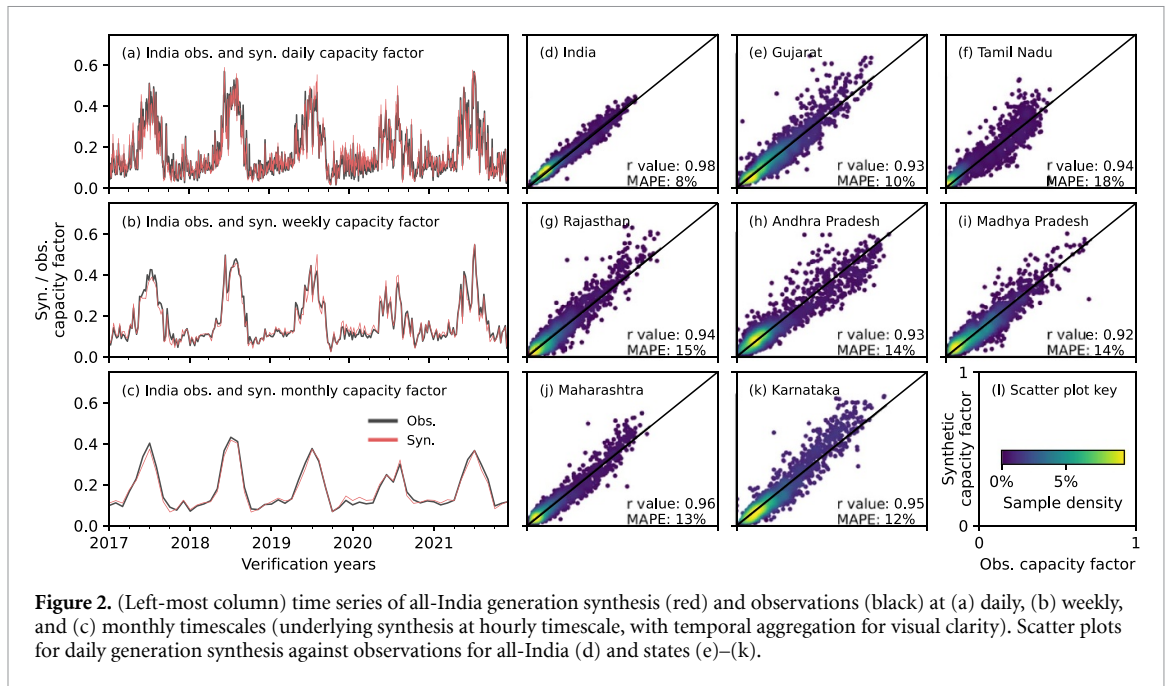 (a) India obs. and syn. daily capacity factor
0.6
0.4
0.2
0.0
(b) India obs. and syn. weekly capacity factor
0.6
0.4
0.2
0.0
Syn. / obs.
capacity factor
(c) India obs. and syn. monthly capacity factor
0.6
0.4
0.2
0.0
Obs.
Syn.
2017 2018 2019 2020 2021
Verification years
(d) India
r value: 0.98
MAPE: 8%
(e) Gujarat
r value: 0.93
MAPE: 10%
(f) Tamil Nadu
r value: 0.94
MAPE: 18%
(g) Rajasthan
r value: 0.94
MAPE: 15%
(h) Andhra Pradesh
r value: 0.93
MAPE: 14%
(i) Madhya Pradesh
r value: 0.92
MAPE: 14%
(j) Maharashtra
r value: 0.96
MAPE: 13%
(k) Karnataka
r value: 0.95
MAPE: 12%
(l) Scatter plot key
1
0
Synthetic
capacity factor
0% 5%
Sample density
0 1
Obs. capacity factor
Figure 2. (Left-most column) time series of all-India generation synthesis (red) and observations (black) at (a) daily, (b) weekly,
and (c) monthly timescales (underlying synthesis at hourly timescale, with temporal aggregation for visual clarity). Scatter plots
for daily generation synthesis against observations for all-India (d) and states (e)–(k).